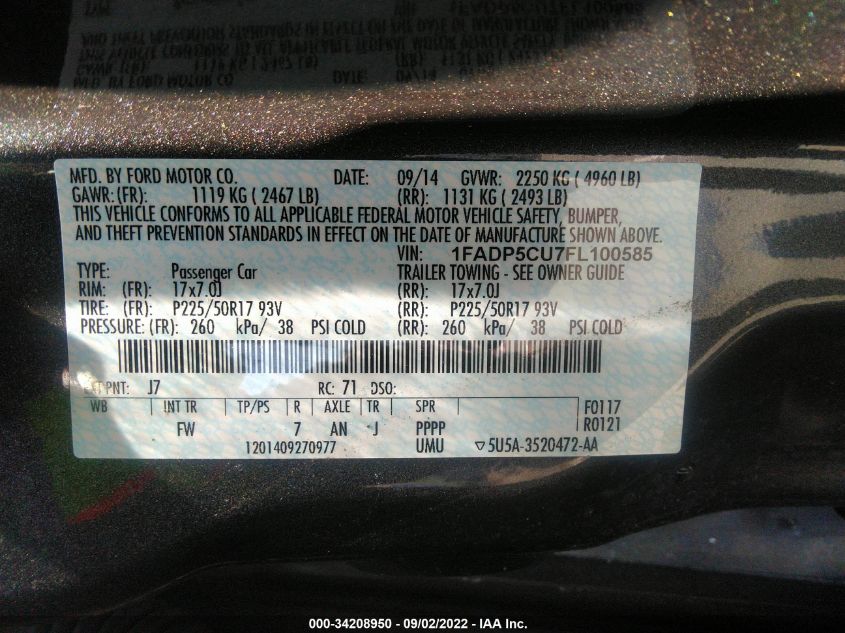 MFD. BY FORD MOTOR CO. DATE: 09/14 GVWR: 2250 KG ( 4960 LB)
GAWR:(FR): 1119 KG ( 2467 LB) (RR): 1131 KG ( 2493 LB)
THIS VEHICLE CONFORMS TO ALL APPLICABLE FEDERAL MOTOR VEHICLE SAFETY, BUMPER,
AND THEFT PREVENTION STANDARDS IN EFFECT ON THE DATE OF MANUFACTURE SHOWN ABOVE.
VIN: 1FADP5CU7FL100585
TYPE: Passenger Car TRAILER TOWING - SEE OWNER GUIDE
RIM: (FR): 17x7.0J (RR): 17x7.0J
TIRE: (FR): P225/50R17 93V (RR): P225/50R17 93V
PRESSURE: (FR): 260 kPa/ 38 PSI COLD (RR): 260 kPa/ 38 PSI COLD
EXT PNT: J7 RC: 71 DSO:
WB INT TR TP/PS R AXLE TR SPR F0117
FW 7 AN J PPPP R0121
1201409270977 UMU ▽5U5A-3520472-AA
000-34208950 - 09/02/2022 - IAA Inc.